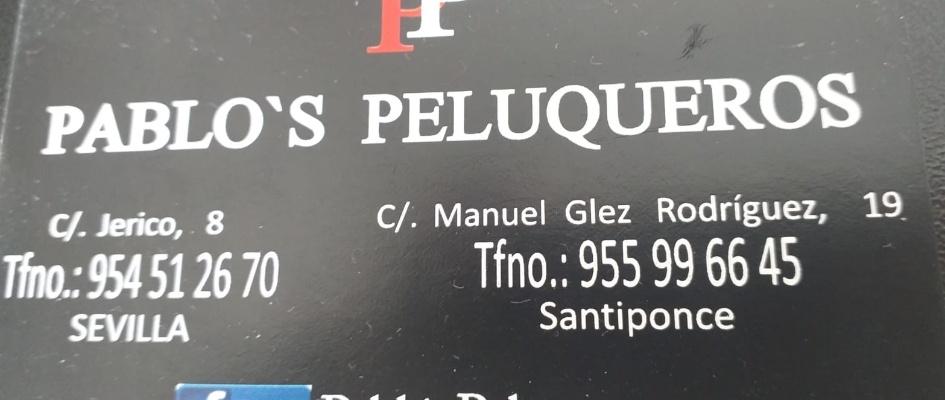 PP
PABLO`S PELUQUEROS
C/. Jerico, 8
Tfno.: 954 51 26 70
SEVILLA
C/. Manuel Glez Rodríguez, 19
Tfno.: 955 99 66 45
Santiponce